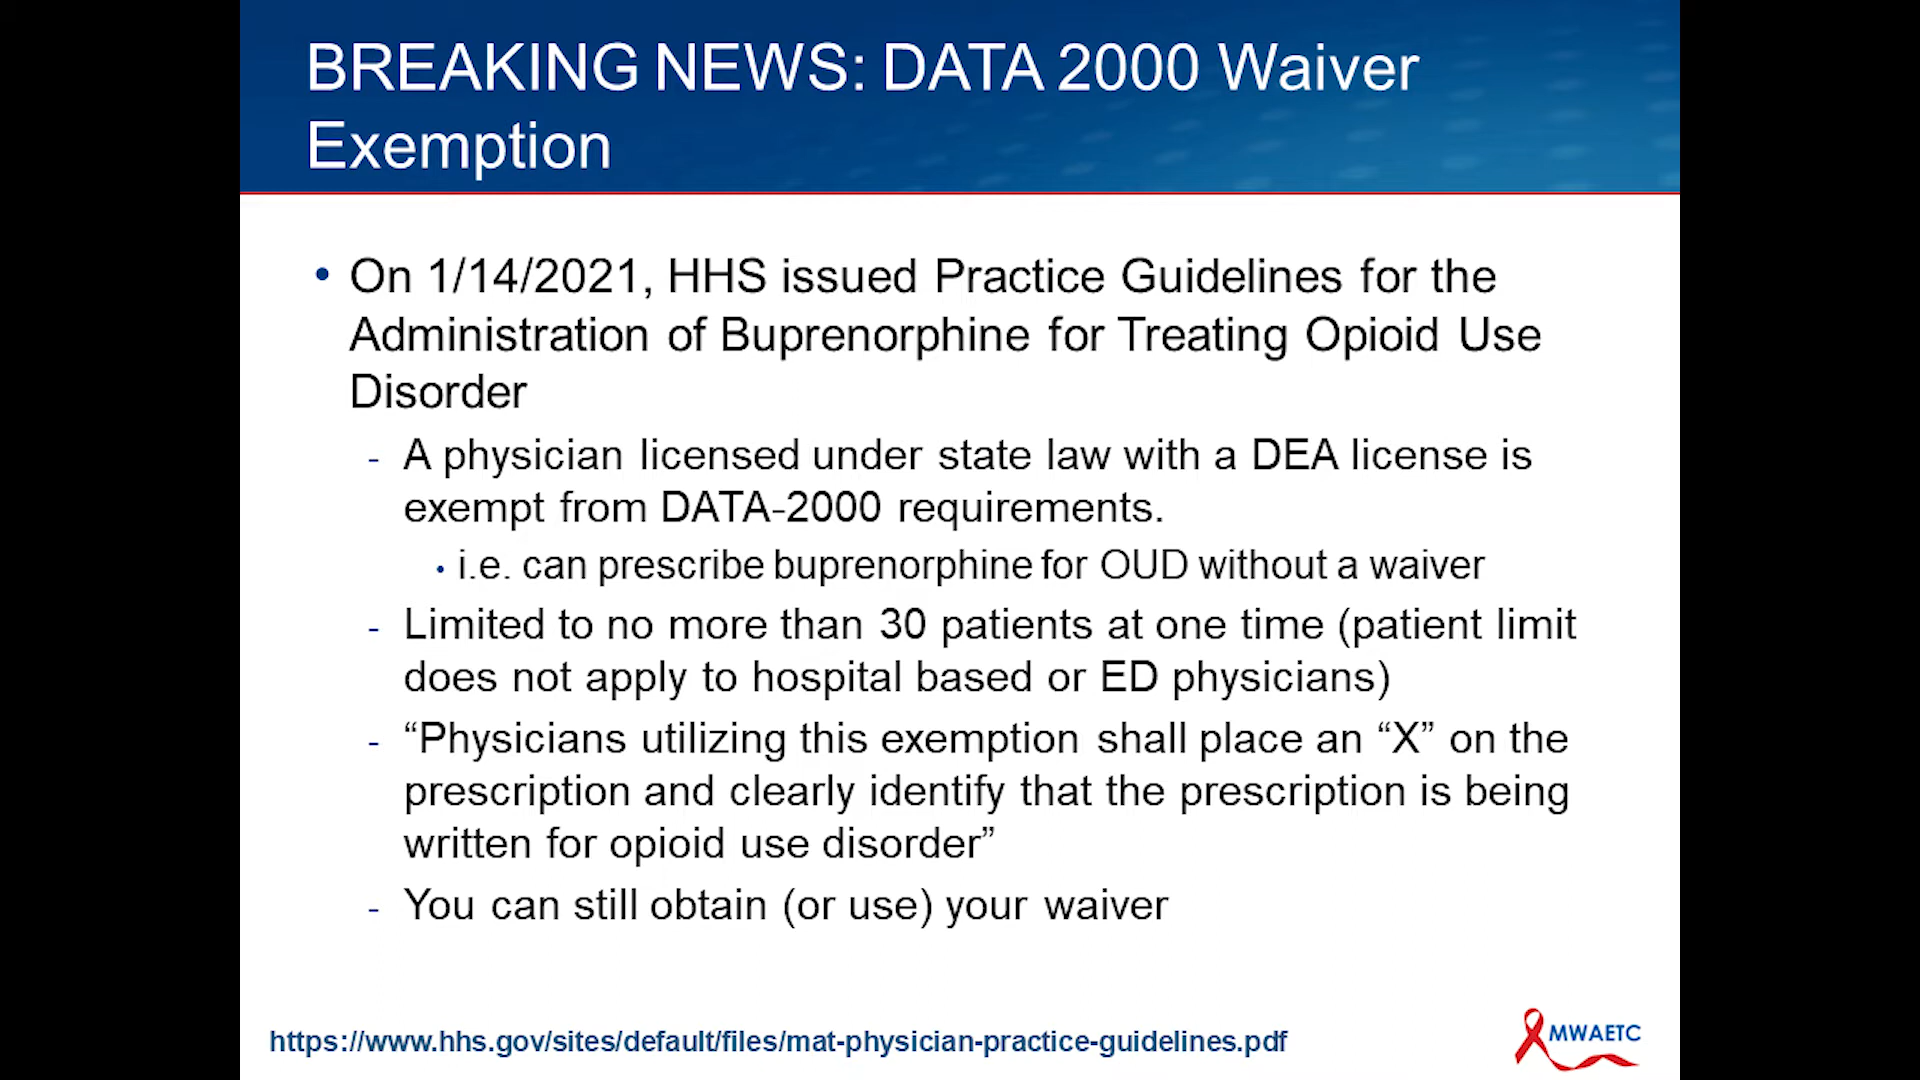 BREAKING NEWS: DATA 2000 Waiver
Exemption
• On 1/14/2021, HHS issued Practice Guidelines for the
Administration of Buprenorphine for Treating Opioid Use
Disorder
- A physician licensed under state law with a DEA license is
exempt from DATA-2000 requirements.
• i.e. can prescribe buprenorphine for OUD without a waiver
- Limited to no more than 30 patients at one time (patient limit
does not apply to hospital based or ED physicians)
- “Physicians utilizing this exemption shall place an “X” on the
prescription and clearly identify that the prescription is being
written for opioid use disorder”
- You can still obtain (or use) your waiver
https://www.hhs.gov/sites/default/files/mat-physician-practice-guidelines.pdf
MWAETC